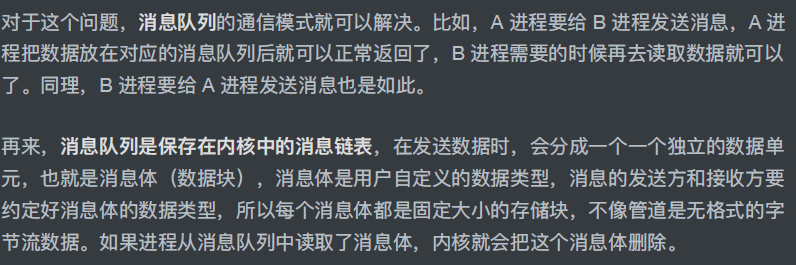 对于这个问题，消息队列的通信模式就可以解决。比如，A 进程要给 B 进程发送消息，A 进
程把数据放在对应的消息队列后就可以正常返回了，B 进程需要的时候再去读取数据就可以
了。同理，B 进程要给 A 进程发送消息也是如此。
再来，消息队列是保存在内核中的消息链表，在发送数据时，会分成一个一个独立的数据单
元，也就是消息体（数据块），消息体是用户自定义的数据类型，消息的发送方和接收方要
约定好消息体的数据类型，所以每个消息体都是固定大小的存储块，不像管道是无格式的字
节流数据。如果进程从消息队列中读取了消息体，内核就会把这个消息体删除。